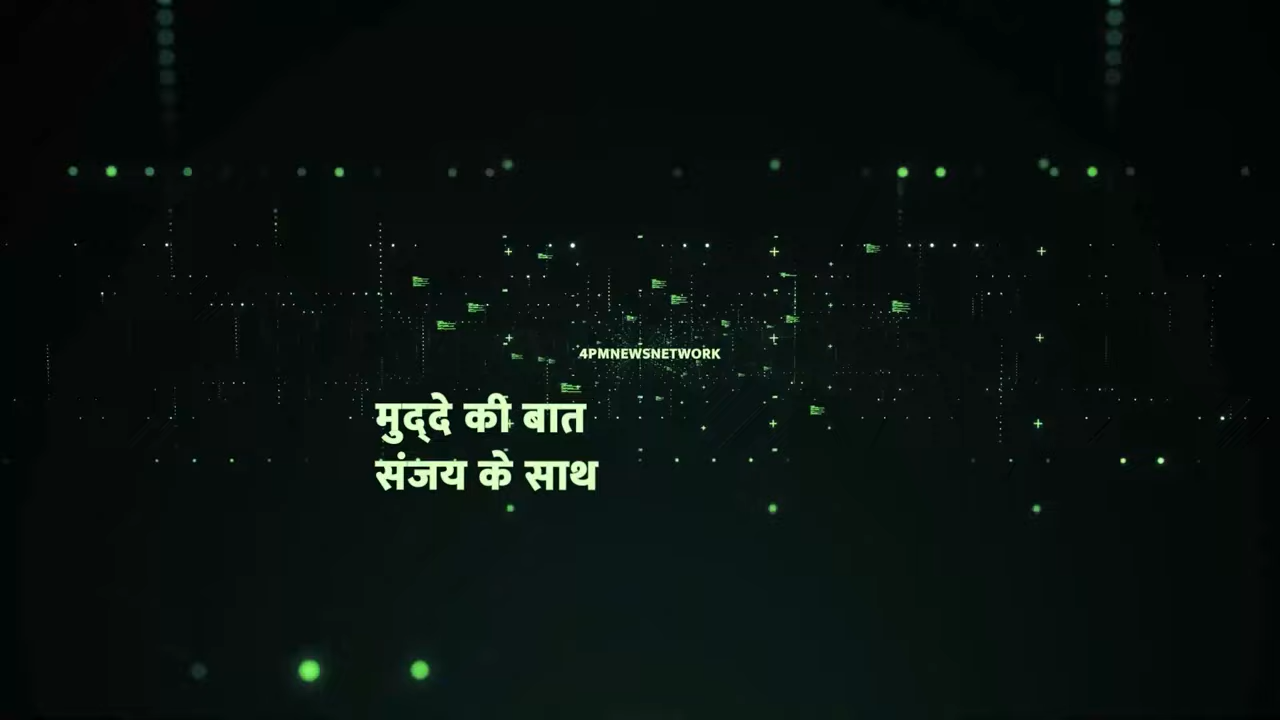 4PMNEWSNETWORK
मुद्दे की बात
संजय के साथ